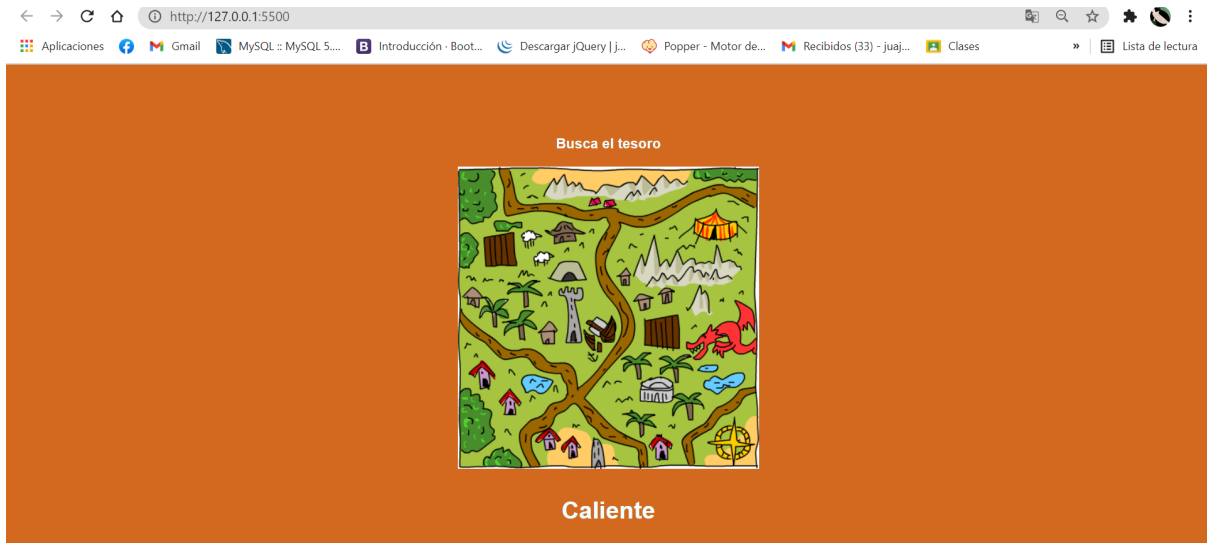 http://127.0.0.1:5500
Aplicaciones Gmail MySQL :: MySQL 5.... B Introducción · Boot... Descargar jQuery | j... Popper - Motor de... Recibidos (33) - juaj... Clases » Lista de lectura
Busca el tesoro
Caliente